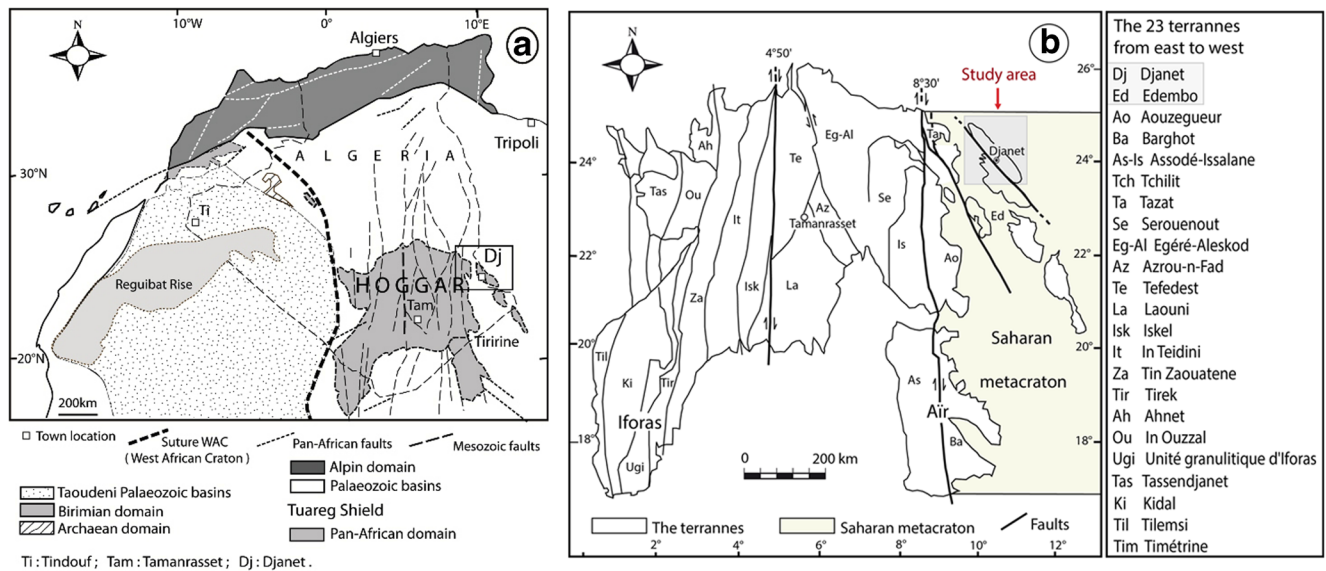 10°W
0°
10°E
N
a
Algiers
Tripoli
A L G E R I A
30°N
Ti
Reguibat Rise
Dj
H O G G A R
Tam
Tiririne
20°N
200km
Town location
Suture WAC
(West African Craton)
Pan-African faults
Mesozoic faults
Alpin domain
Palaeozoic basins
Taoudeni Palaeozoic basins
Birimian domain
Archaean domain
Tuareg Shield
Pan-African domain
Ti : Tindouf ; Tam : Tamanrasset ; Dj : Djanet .
N
4°50'
b
26°
8°30'
Study area
Eg-Al
Ta
Ah
Te
Djanet
24°
24°
Tas
Ou
Se
Az
Tamanrasset
It
Ed
Is
Ao
22°
22°
Za
Isk
La
Saharan
metacraton
20°
20°
Til
Ki
Tir
As
Iforas
Aïr
18°
18°
Ba
Ugi
0
200 km
The terrannes
Saharan metacraton
Faults
2°
4°
6°
8°
10°
12°
The 23 terrannes
from east to west
Dj Djanet
Ed Edembo
Ao Aouzegueur
Ba Barghot
As-Is Assodé-Issalane
Tch Tchilit
Ta Tazat
Se Serouenout
Eg-Al Egéré-Aleskod
Az Azrou-n-Fad
Te Tefedest
La Laouni
Isk Iskel
It In Teidini
Za Tin Zaouatene
Tir Tirek
Ah Ahnet
Ou In Ouzzal
Ugi Unité granulitique d'Iforas
Tas Tassendjanet
Ki Kidal
Til Tilemsi
Tim Timétrine